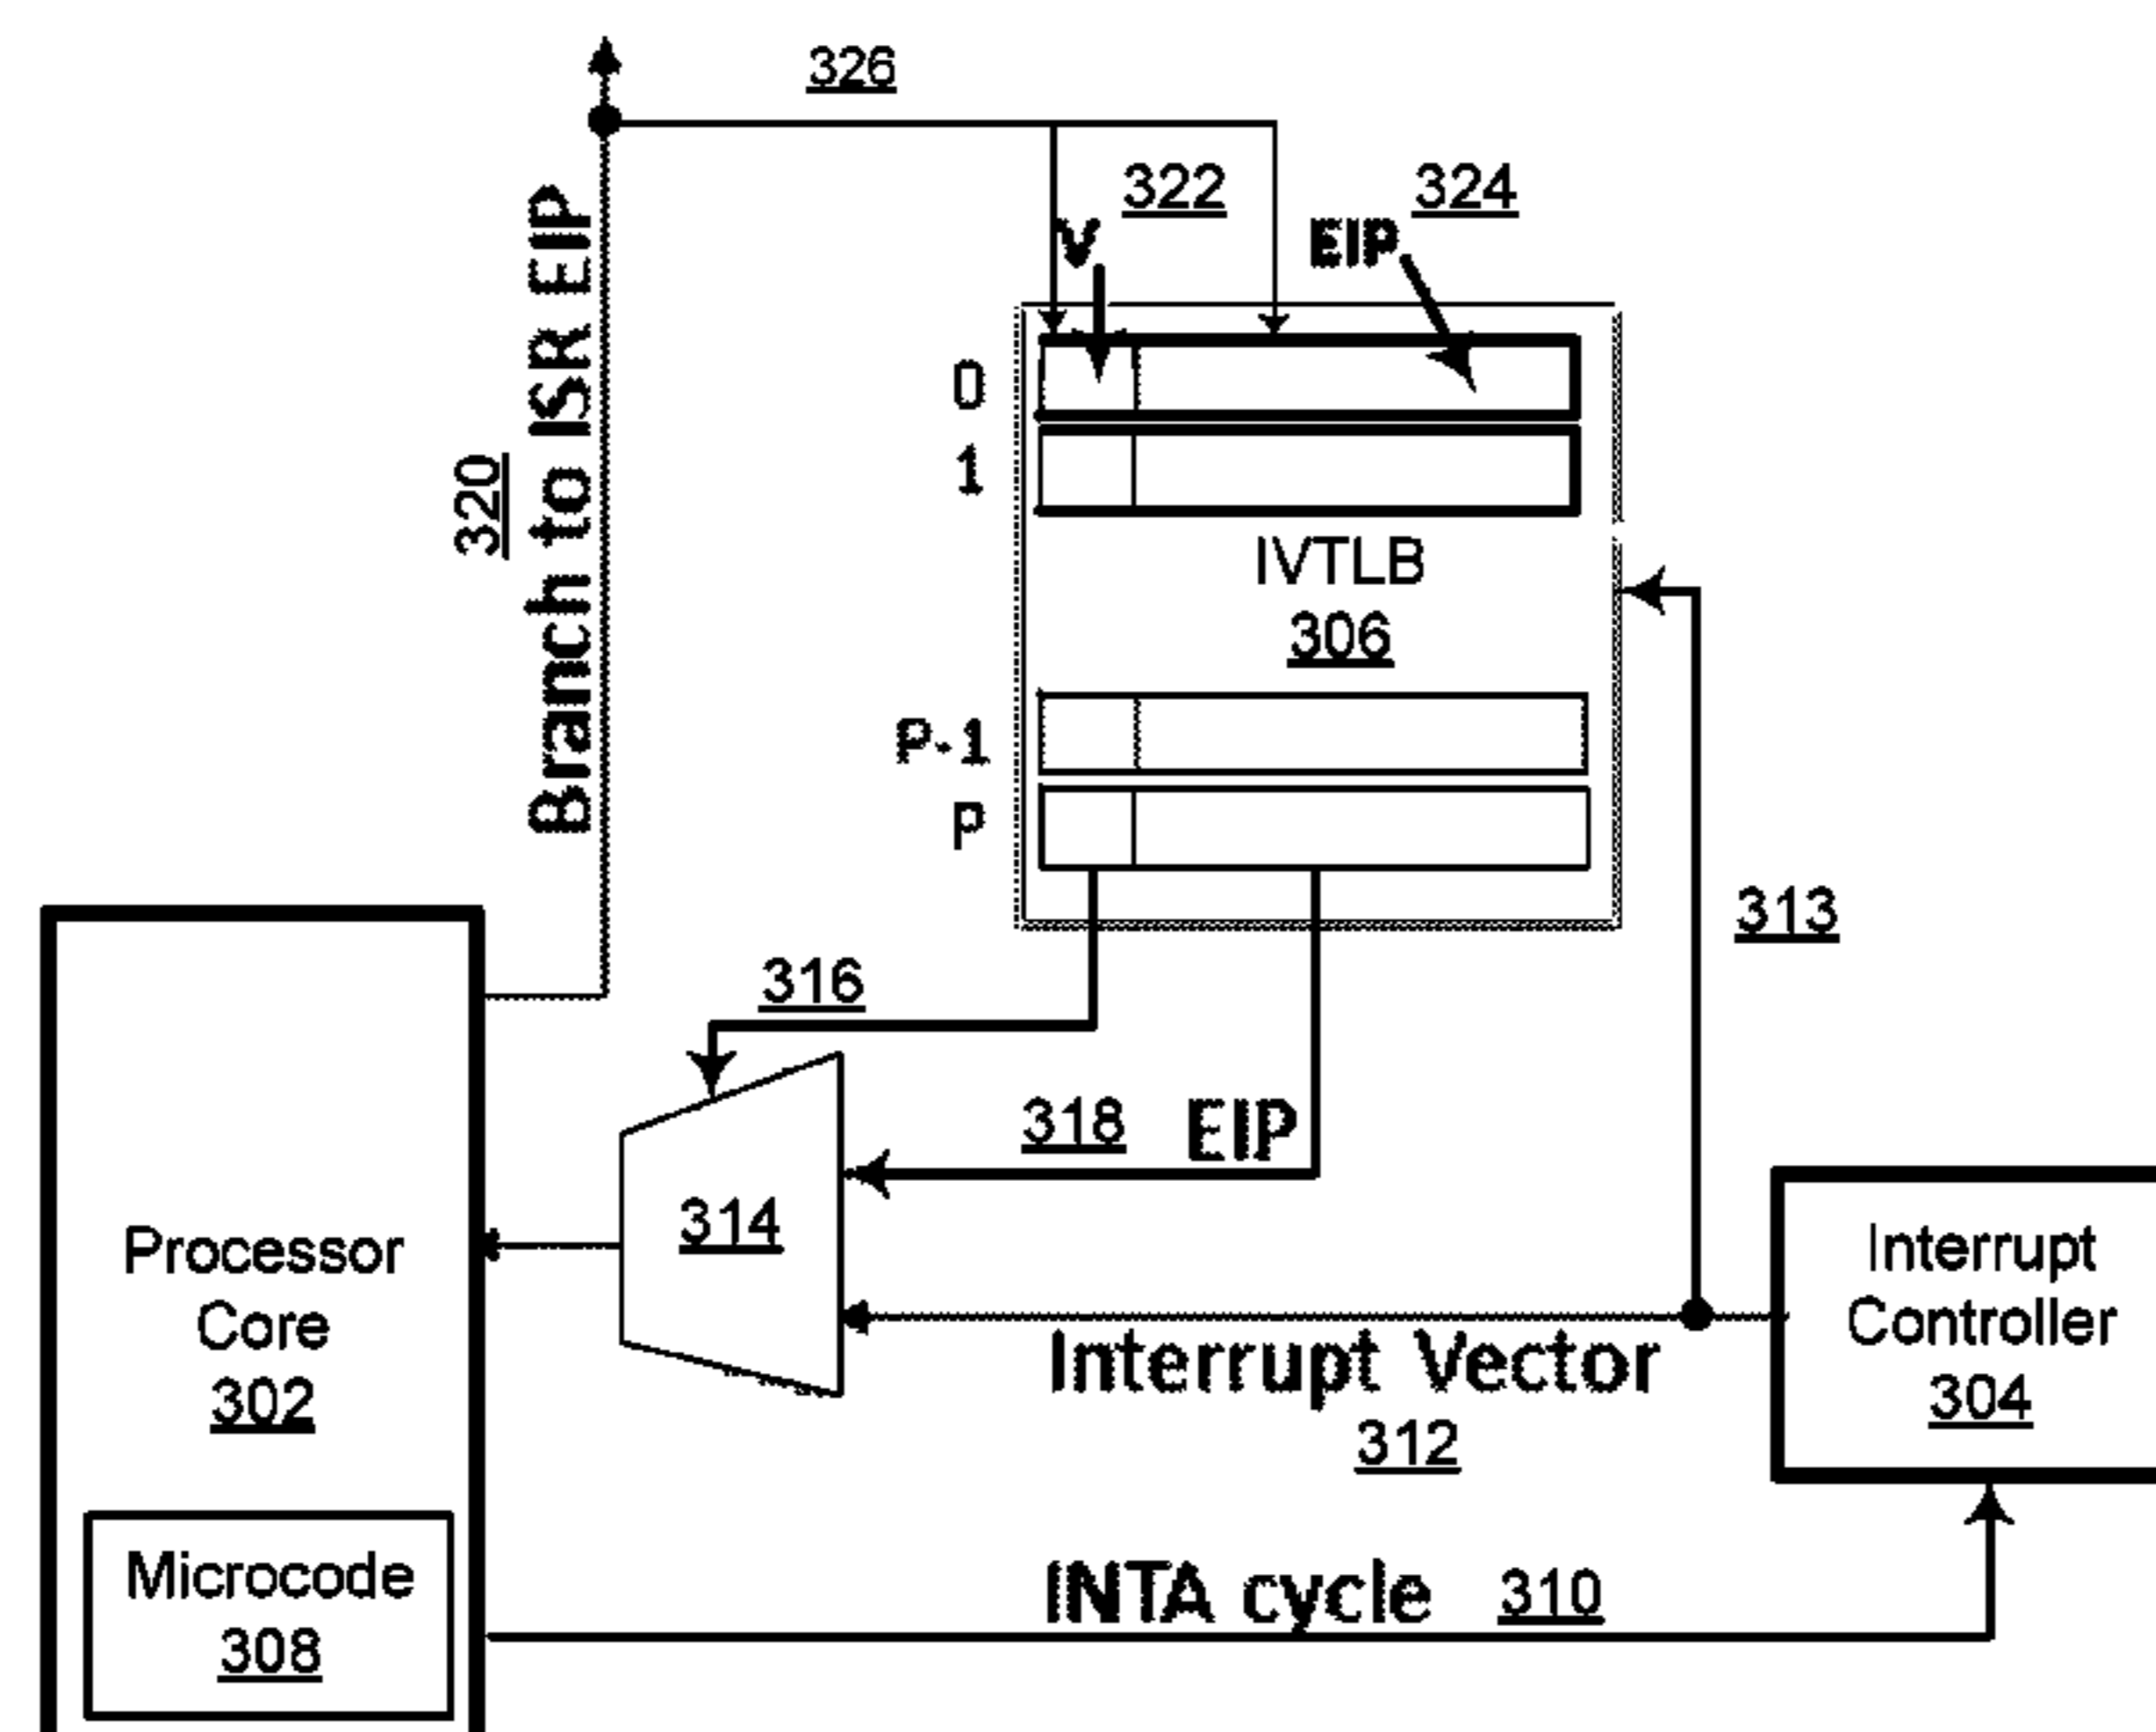 326
322
324
V
EIP
320
Branch to ISR EIP
0
1
IVTLB
306
P-1
P
313
316
318 EIP
314
Processor
Core
302
Interrupt
Controller
304
Interrupt Vector
312
Microcode
308
INTA cycle 310